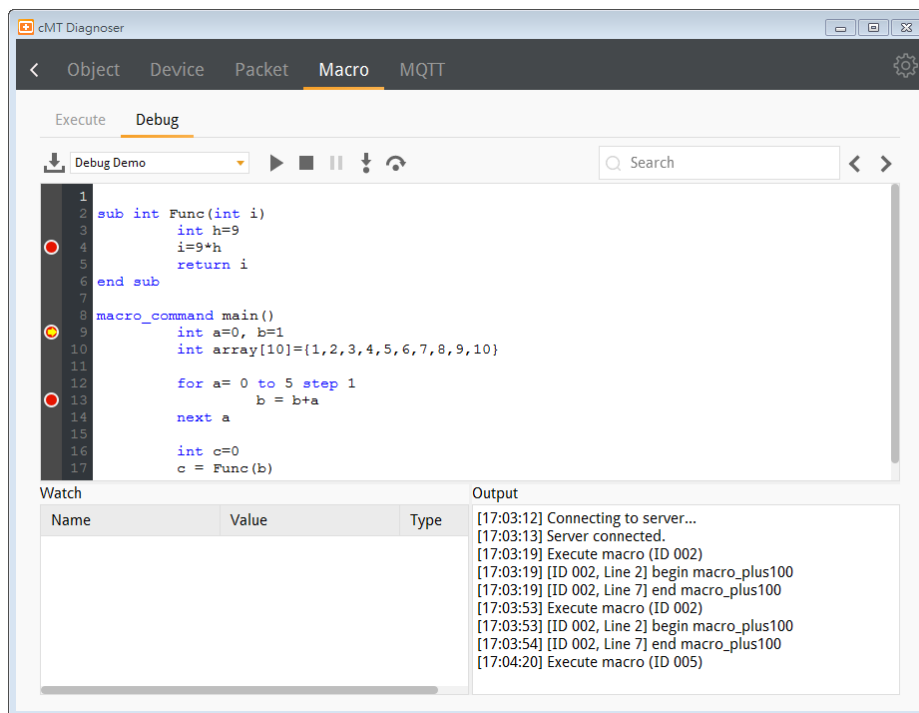 cMT Diagnoser
Object Device Packet Macro MQTT
Execute Debug
Debug Demo
Search
1
2 sub int Func(int i)
3 int h=9
4 i=9*h
5 return i
6 end sub
7
8 macro_command main()
9 int a=0, b=1
10 int array[10]={1,2,3,4,5,6,7,8,9,10}
11
12 for a= 0 to 5 step 1
13 b = b+a
14 next a
15
16 int c=0
17 c = Func(b)
Watch
Name Value Type
Output
[17:03:12] Connecting to server...
[17:03:13] Server connected.
[17:03:19] Execute macro (ID 002)
[17:03:19] [ID 002, Line 2] begin macro_plus100
[17:03:19] [ID 002, Line 7] end macro_plus100
[17:03:53] Execute macro (ID 002)
[17:03:53] [ID 002, Line 2] begin macro_plus100
[17:03:54] [ID 002, Line 7] end macro_plus100
[17:04:20] Execute macro (ID 005)